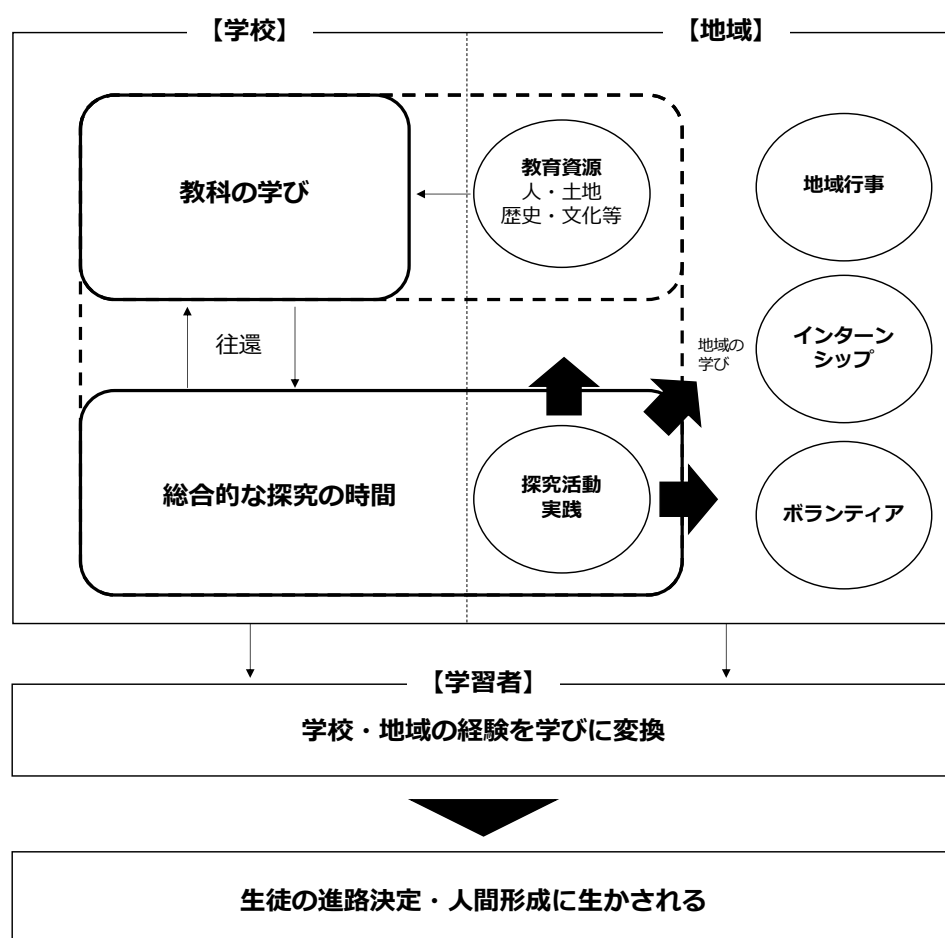 【学校】
【地域】
教科の学び
教育資源
人・土地
歴史・文化等
地域行事
往還
地域の
学び
インターン
シップ
総合的な探究の時間
探究活動
実践
ボランティア
【学習者】
学校・地域の経験を学びに変換
生徒の進路決定・人間形成に生かされる